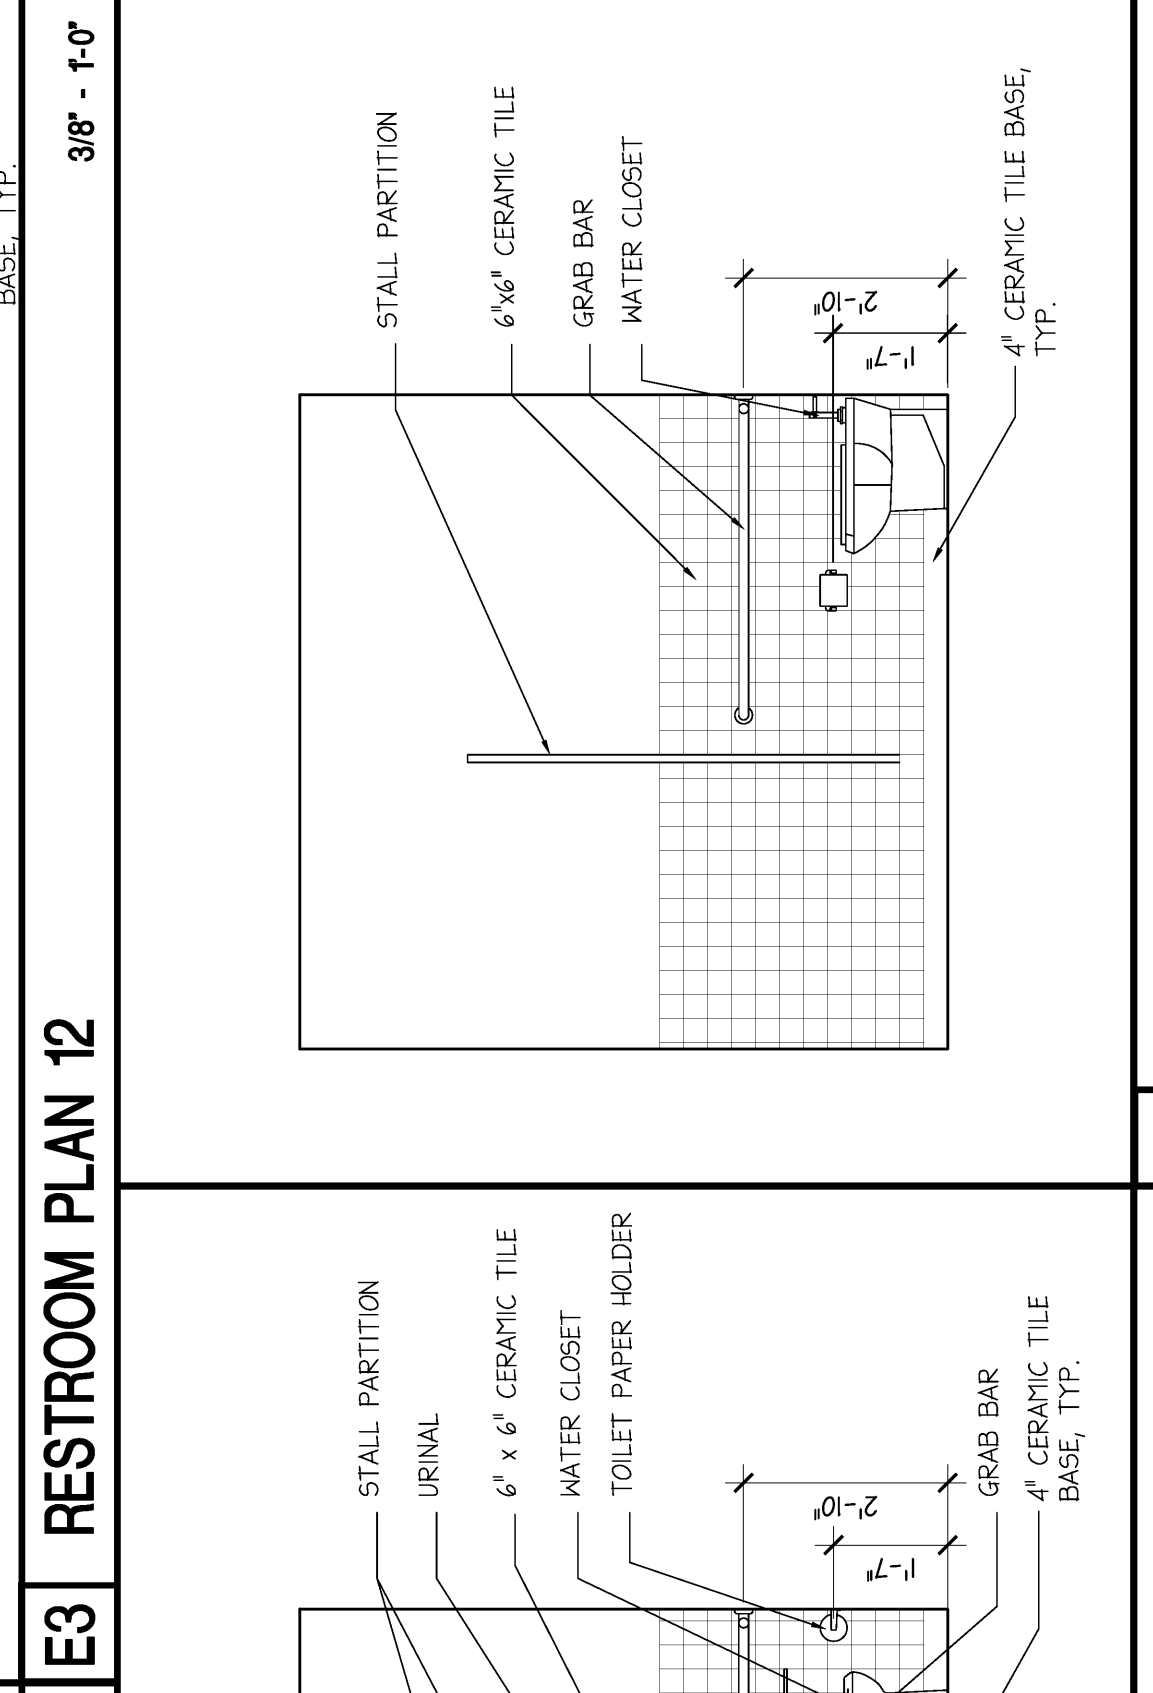 BASE, TYP.
E3 RESTROOM PLAN 12 3/8" - 1'-0"
STALL PARTITION
6"x6" CERAMIC TILE
GRAB BAR
WATER CLOSET
2'-10"
1'-7"
4" CERAMIC TILE BASE,
TYP.
STALL PARTITION
URINAL
6" x 6" CERAMIC TILE
WATER CLOSET
TOILET PAPER HOLDER
2'-10"
1'-7"
GRAB BAR
4" CERAMIC TILE
BASE, TYP.